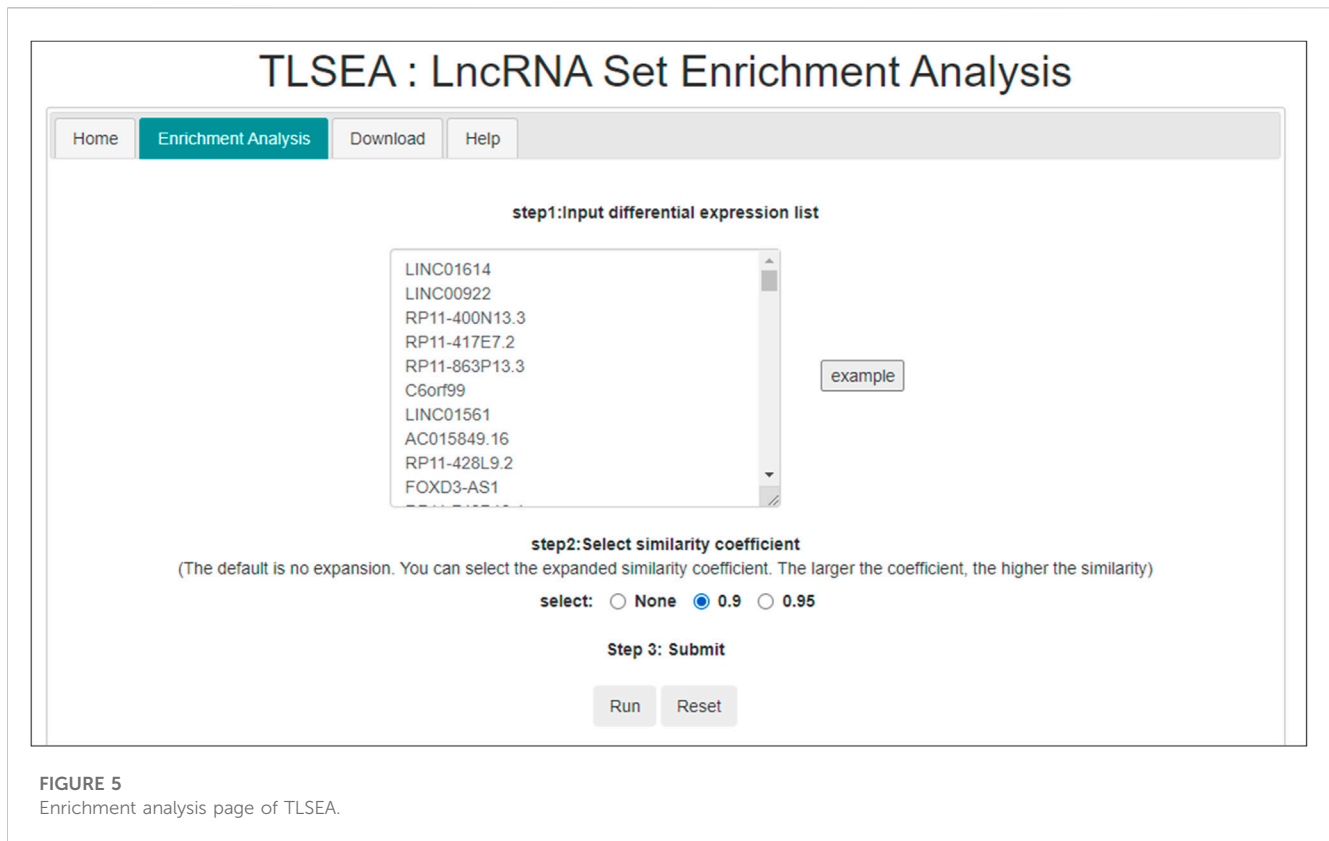 TLSEA : LncRNA Set Enrichment Analysis
Home Enrichment Analysis Download Help
step1:Input differential expression list
LINC01614
LINC00922
RP11-400N13.3
RP11-417E7.2
RP11-863P13.3
example
C6orf99
LINC01561
AC015849.16
RP11-428L9.2
FOXD3-AS1
step2:Select similarity coefficient
(The default is no expansion. You can select the expanded similarity coefficient. The larger the coefficient, the higher the similarity)
select: None 0.9 0.95
Step 3: Submit
Run Reset
FIGURE 5
Enrichment analysis page of TLSEA.